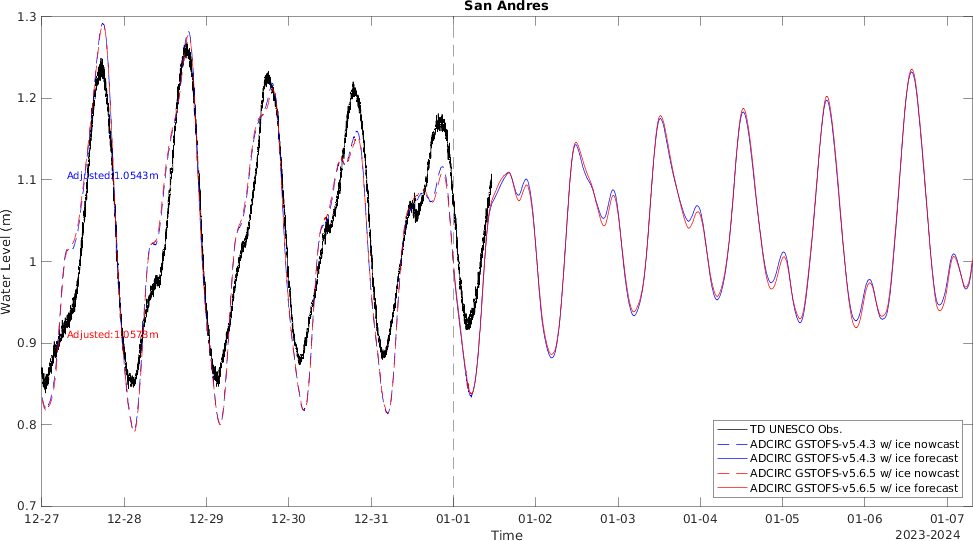 San Andres
1.3
1.2
1.1
1
0.9
0.8
0.7
Water Level (m)
Adjusted:1.0543m
Adjusted:1.0573m
TD UNESCO Obs.
ADCIRC GSTOFS-v5.4.3 w/ ice nowcast
ADCIRC GSTOFS-v5.4.3 w/ ice forecast
ADCIRC GSTOFS-v5.6.5 w/ ice nowcast
ADCIRC GSTOFS-v5.6.5 w/ ice forecast
12-27 12-28 12-29 12-30 12-31 01-01 01-02 01-03 01-04 01-05 01-06 01-07
Time
2023-2024